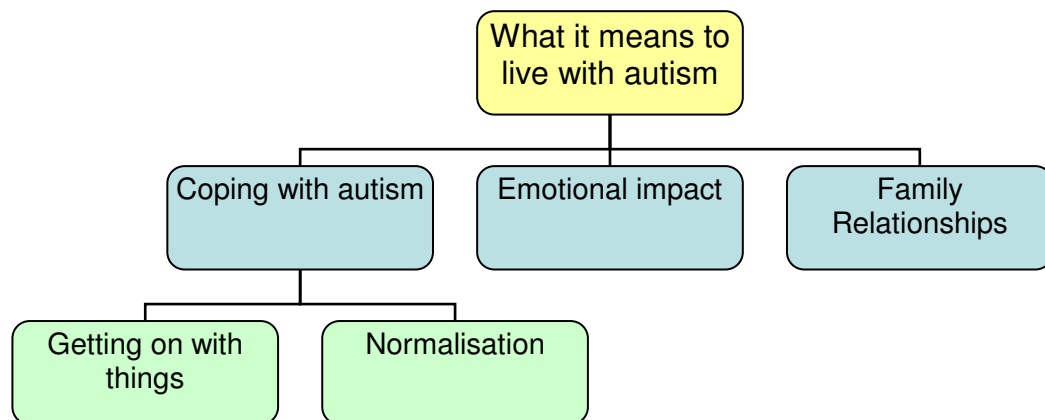 What it means to
live with autism
Coping with autism
Emotional impact
Family
Relationships
Getting on with
things
Normalisation